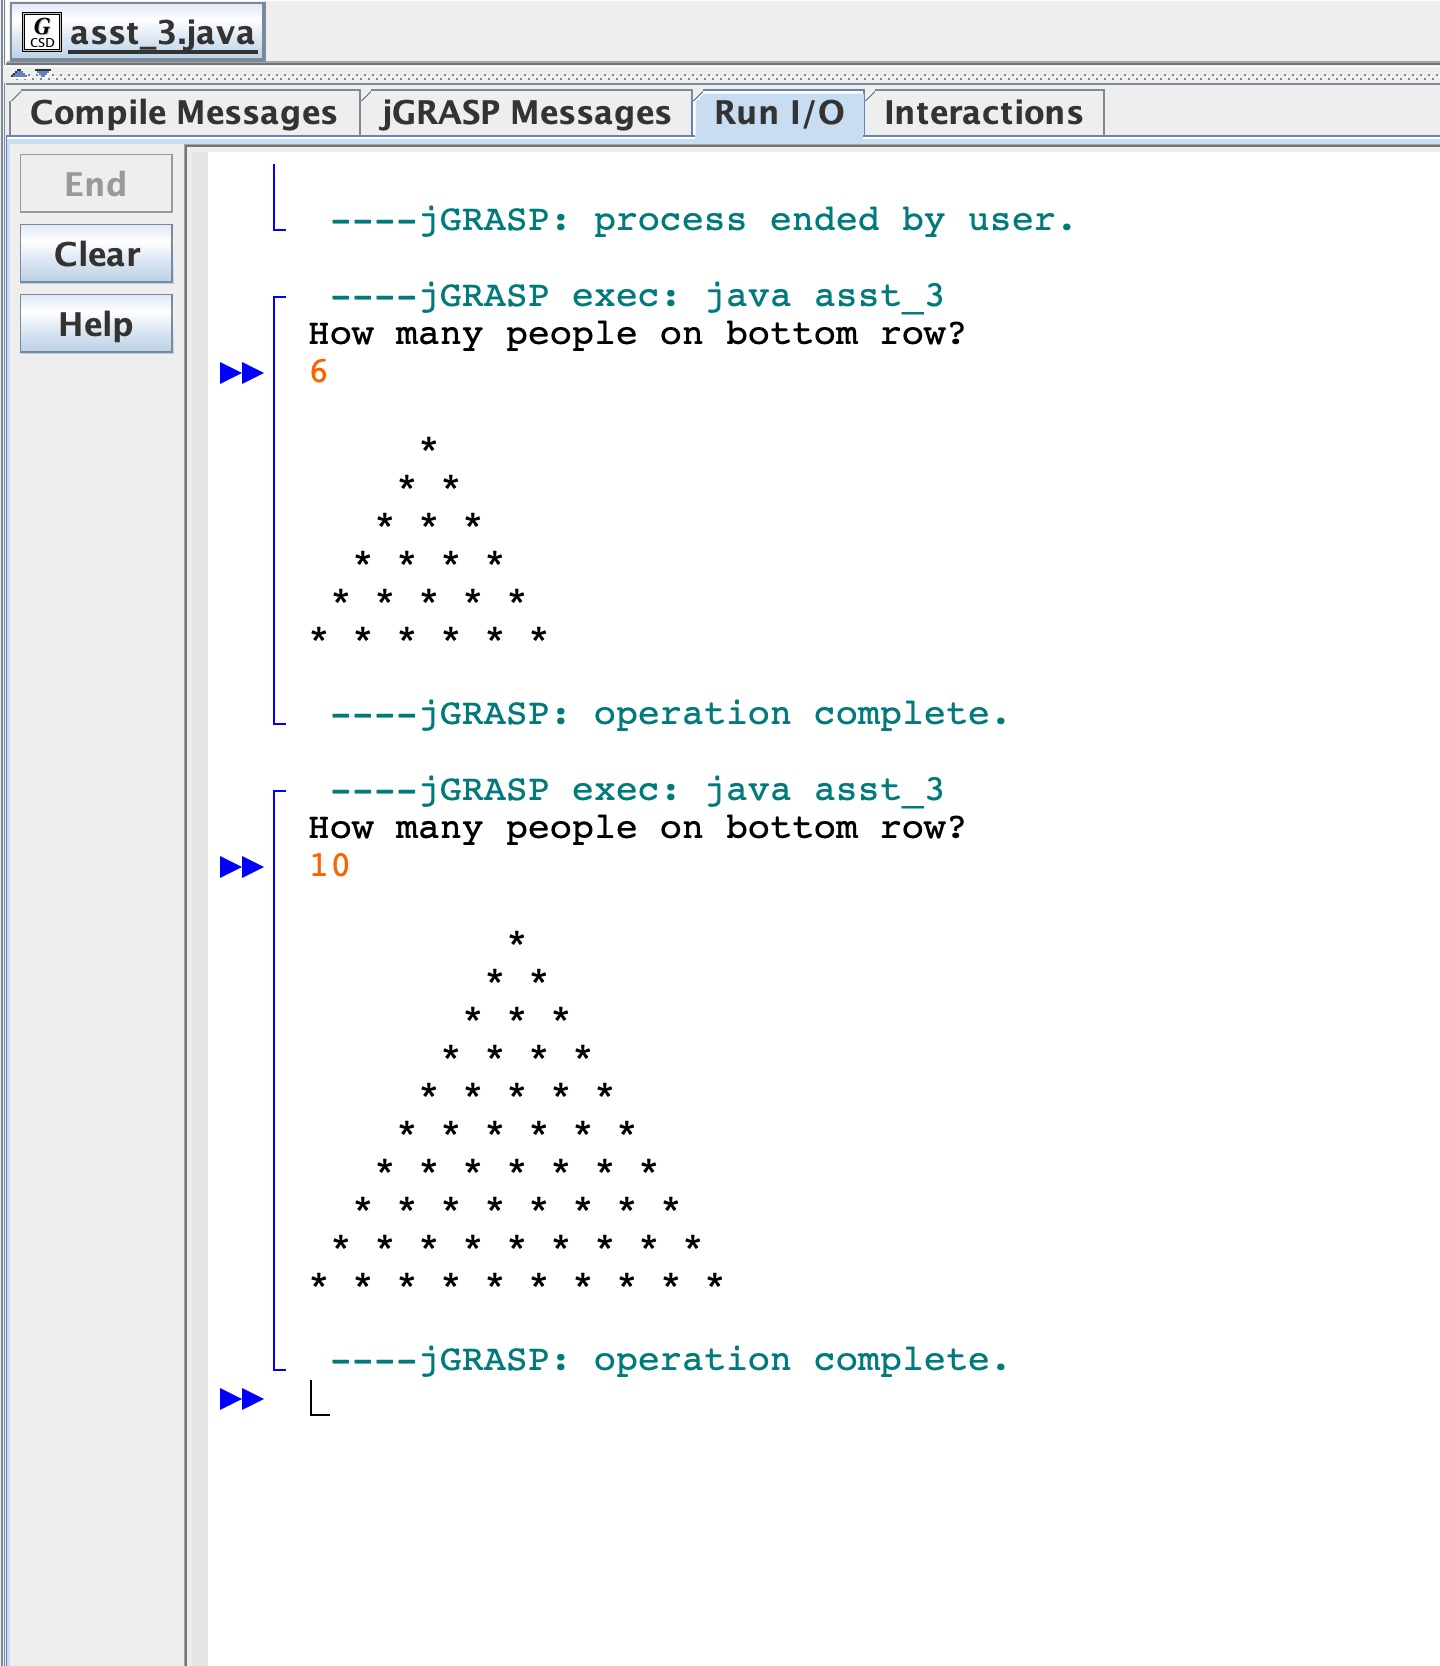 G
CSD
asst_3.java
Compile Messages jGRASP Messages Run I/O Interactions
End
Clear
Help
----jGRASP: process ended by user.
----jGRASP exec: java asst_3
How many people on bottom row?
6
*
* *
* * *
* * * *
* * * * *
* * * * * *
----jGRASP: operation complete.
----jGRASP exec: java asst_3
How many people on bottom row?
10
*
* *
* * *
* * * *
* * * * *
* * * * * *
* * * * * * *
* * * * * * * *
* * * * * * * * *
* * * * * * * * * *
----jGRASP: operation complete.